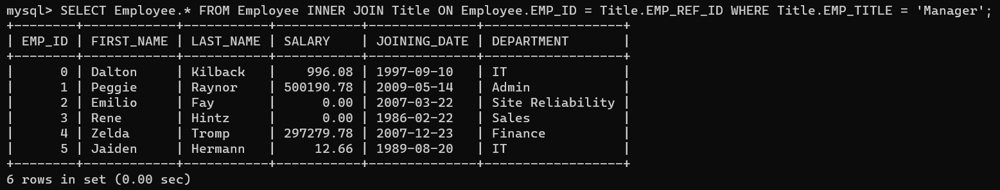 mysql> SELECT Employee.* FROM Employee INNER JOIN Title ON Employee.EMP_ID = Title.EMP_REF_ID WHERE Title.EMP_TITLE = 'Manager';
+--------+------------+-----------+-----------+--------------+------------------+
| EMP_ID | FIRST_NAME | LAST_NAME | SALARY    | JOINING_DATE | DEPARTMENT       |
+--------+------------+-----------+-----------+--------------+------------------+
|      0 | Dalton     | Kilback   |    996.08 | 1997-09-10   | IT               |
|      1 | Peggie     | Raynor    | 500190.78 | 2009-05-14   | Admin            |
|      2 | Emilio     | Fay       |      0.00 | 2007-03-22   | Site Reliability |
|      3 | Rene       | Hintz     |      0.00 | 1986-02-22   | Sales            |
|      4 | Zelda      | Tromp     | 297279.78 | 2007-12-23   | Finance          |
|      5 | Jaiden     | Hermann   |     12.66 | 1989-08-20   | IT               |
+--------+------------+-----------+-----------+--------------+------------------+
6 rows in set (0.00 sec)